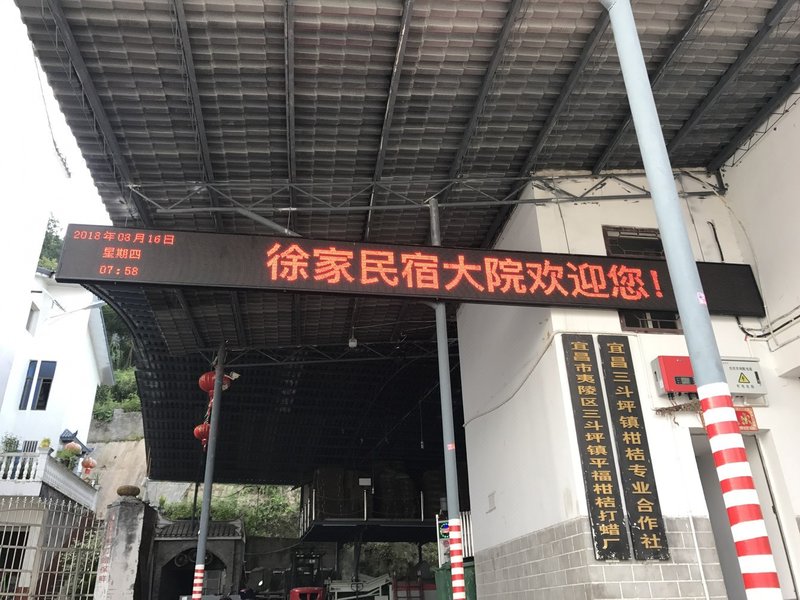 2018年08月16日
星期四
07:58
徐家民宿大院欢迎您!
宜昌市夷陵区三斗坪镇平福柑桔打蜡厂
宜昌三斗坪镇柑桔专业合作社